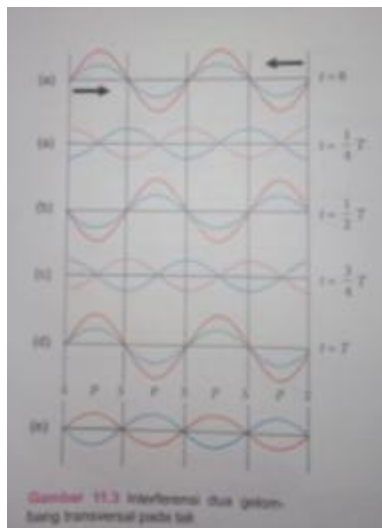 (a) t = 0
(a) t = 1/4 T
(b) t = 1/2 T
(c) t = 3/4 T
(d) t = T
S P S P S P S P S
(e)
Gambar 11.3 Interferensi dua gelom-
bang transversal pada tali